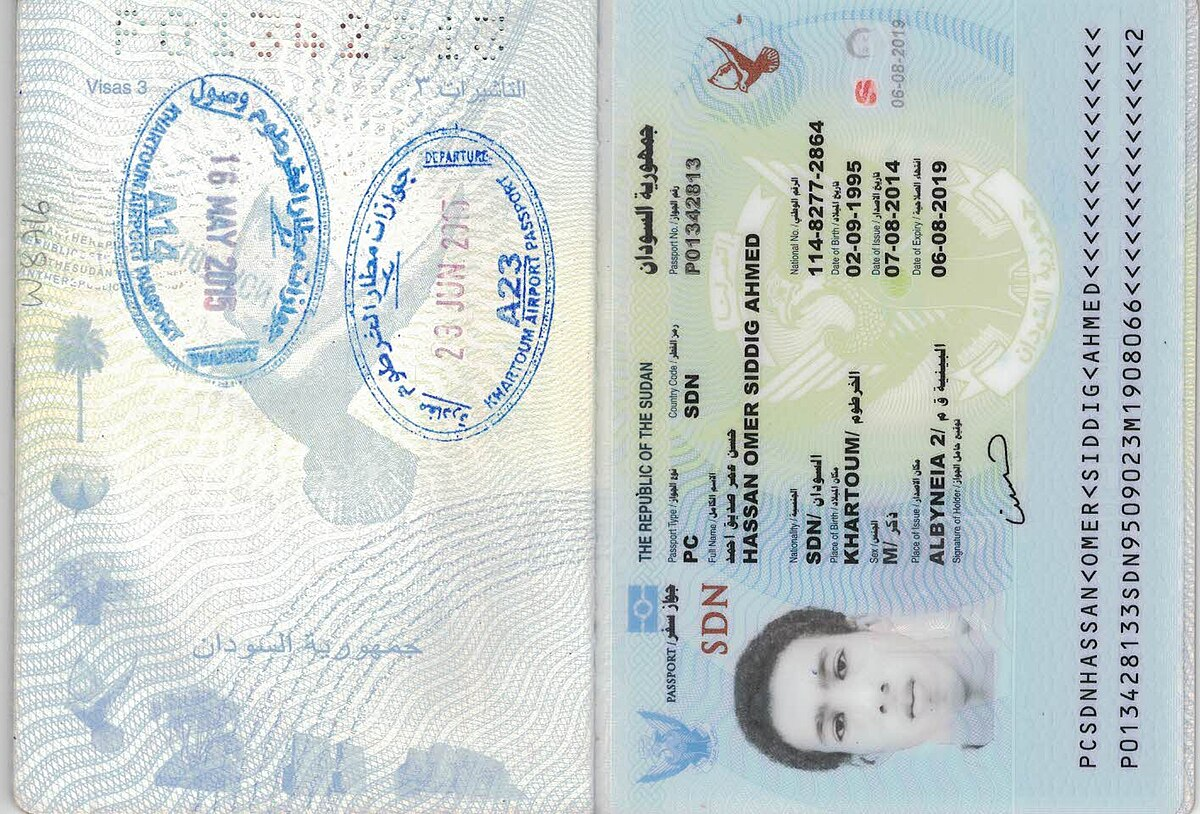 Visas 3
التأشيرات ٣
وصول
جوازات مطار الخرطوم
16 MAY 2015
A14
KHARTOUM AIRPORT PASSPORT
DEPARTURE
جوازات مطار الخرطوم
مغادرة
23 JUN 2015
A23
KHARTOUM AIRPORT PASSPORT
جمهورية السودان
THE REPUBLIC OF THE SUDAN
جمهورية السودان
PASSPORT / جواز سفر
SDN
Passport Type / نوع الجواز
Country Code / رمز القطر
Passport No. / رقم الجواز
PC
SDN
P01342813
Full Name / الاسم الكامل
حسن عمر صديق احمد
HASSAN OMER SIDDIG AHMED
Nationality / الجنسية
National No. / الرقم الوطني
SDN/ السودان
114-8277-2864
Place of Birth / مكان الميلاد
Date of Birth / تاريخ الميلاد
KHARTOUM/ الخرطوم
02-09-1995
Sex / الجنس
Date of Issue / تاريخ الاصدار
M/ ذكر
07-08-2014
Place of Issue / مكان الاصدار
Date of Expiry / انتهاء الصلاحية
ALBYNEIA 2/ البينية ق م
06-08-2019
Signature of Holder / توقيع حامل الجواز
06-08-2019
PCSDNHASSAN<OMER<SIDDIG<AHMED<<<<<<<<<<<<<<<
P013428133SDN9509023M1908066<<<<<<<<<<<<<<<2